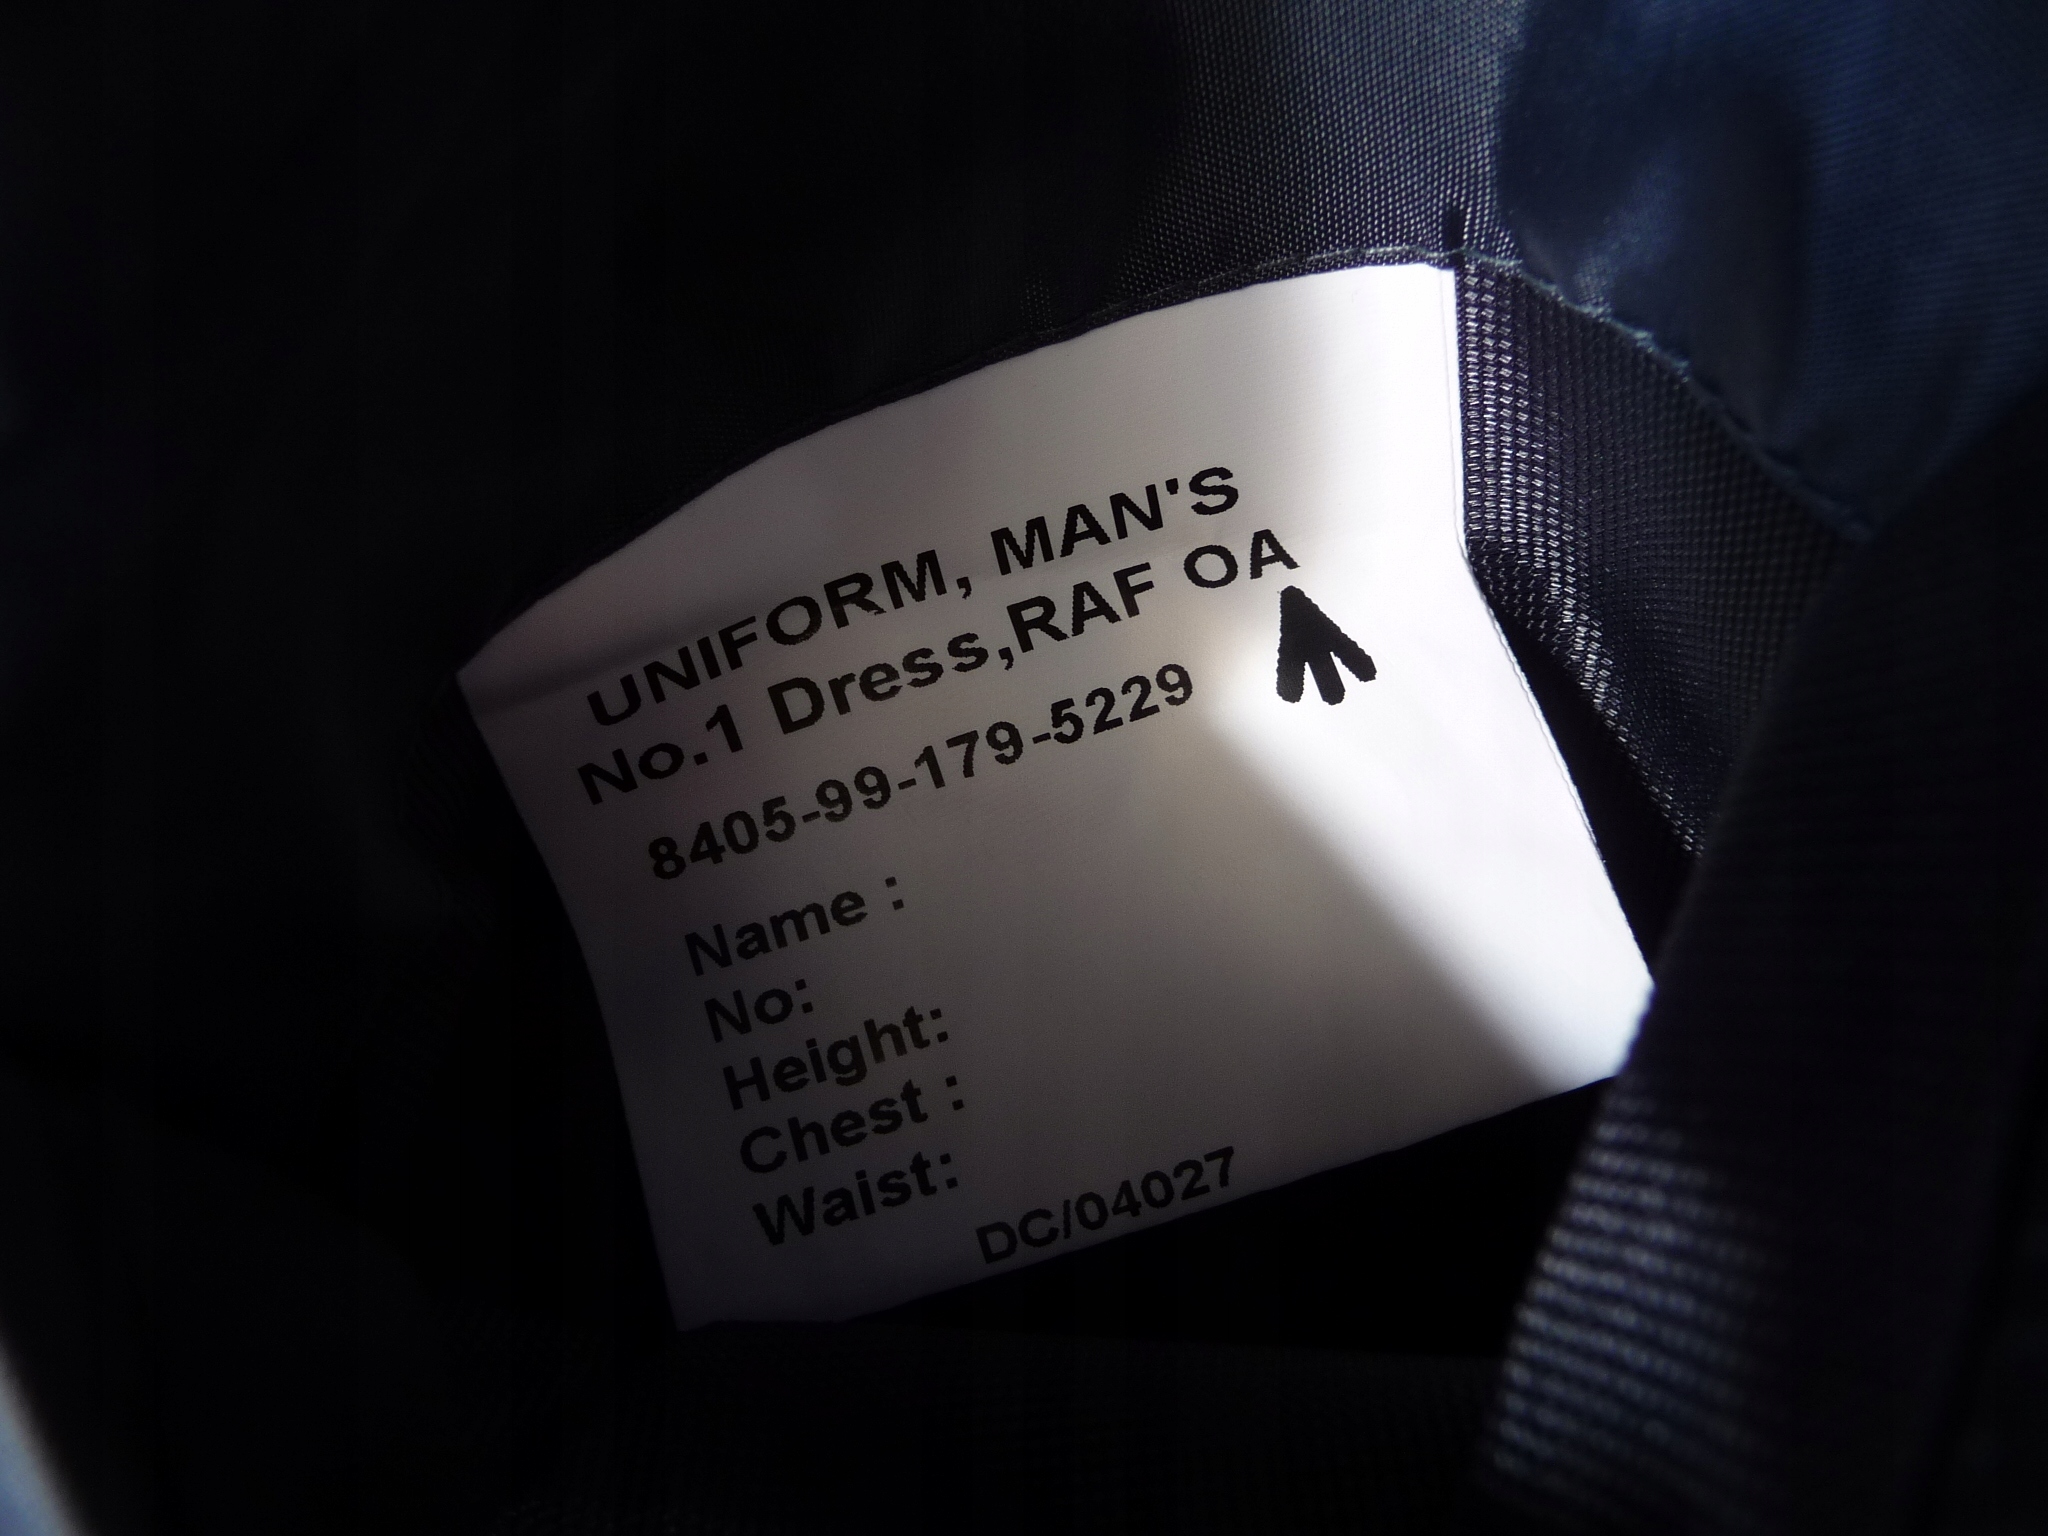 UNIFORM, MAN'S
No.1 Dress,RAF OA
8405-99-179-5229
Name :
No:
Height:
Chest :
Waist:
DC/04027